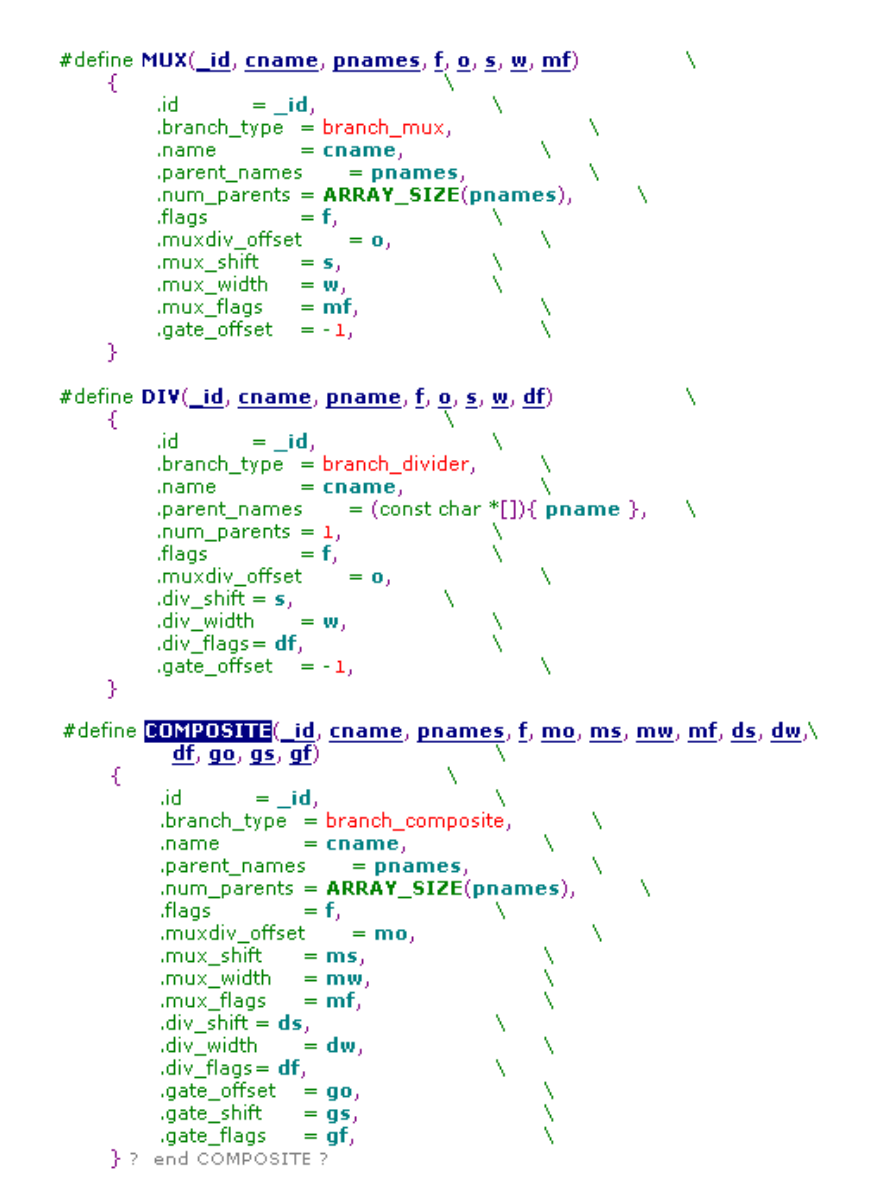 #define MUX(_id, cname, pnames, f, o, s, w, mf) \
{ \
.id = _id, \
.branch_type = branch_mux, \
.name = cname, \
.parent_names = pnames, \
.num_parents = ARRAY_SIZE(pnames), \
.flags = f, \
.muxdiv_offset = o, \
.mux_shift = s, \
.mux_width = w, \
.mux_flags = mf, \
.gate_offset = -1, \
}
#define DIV(_id, cname, pname, f, o, s, w, df) \
{ \
.id = _id, \
.branch_type = branch_divider, \
.name = cname, \
.parent_names = (const char *[]){ pname }, \
.num_parents = 1, \
.flags = f, \
.muxdiv_offset = o, \
.div_shift = s, \
.div_width = w, \
.div_flags= df, \
.gate_offset = -1, \
}
#define COMPOSITE(_id, cname, pnames, f, mo, ms, mw, mf, ds, dw,\
df, go, gs, gf) \
{ \
.id = _id, \
.branch_type = branch_composite, \
.name = cname, \
.parent_names = pnames, \
.num_parents = ARRAY_SIZE(pnames), \
.flags = f, \
.muxdiv_offset = mo, \
.mux_shift = ms, \
.mux_width = mw, \
.mux_flags = mf, \
.div_shift = ds, \
.div_width = dw, \
.div_flags= df, \
.gate_offset = go, \
.gate_shift = gs, \
.gate_flags = gf, \
} ? end COMPOSITE ?